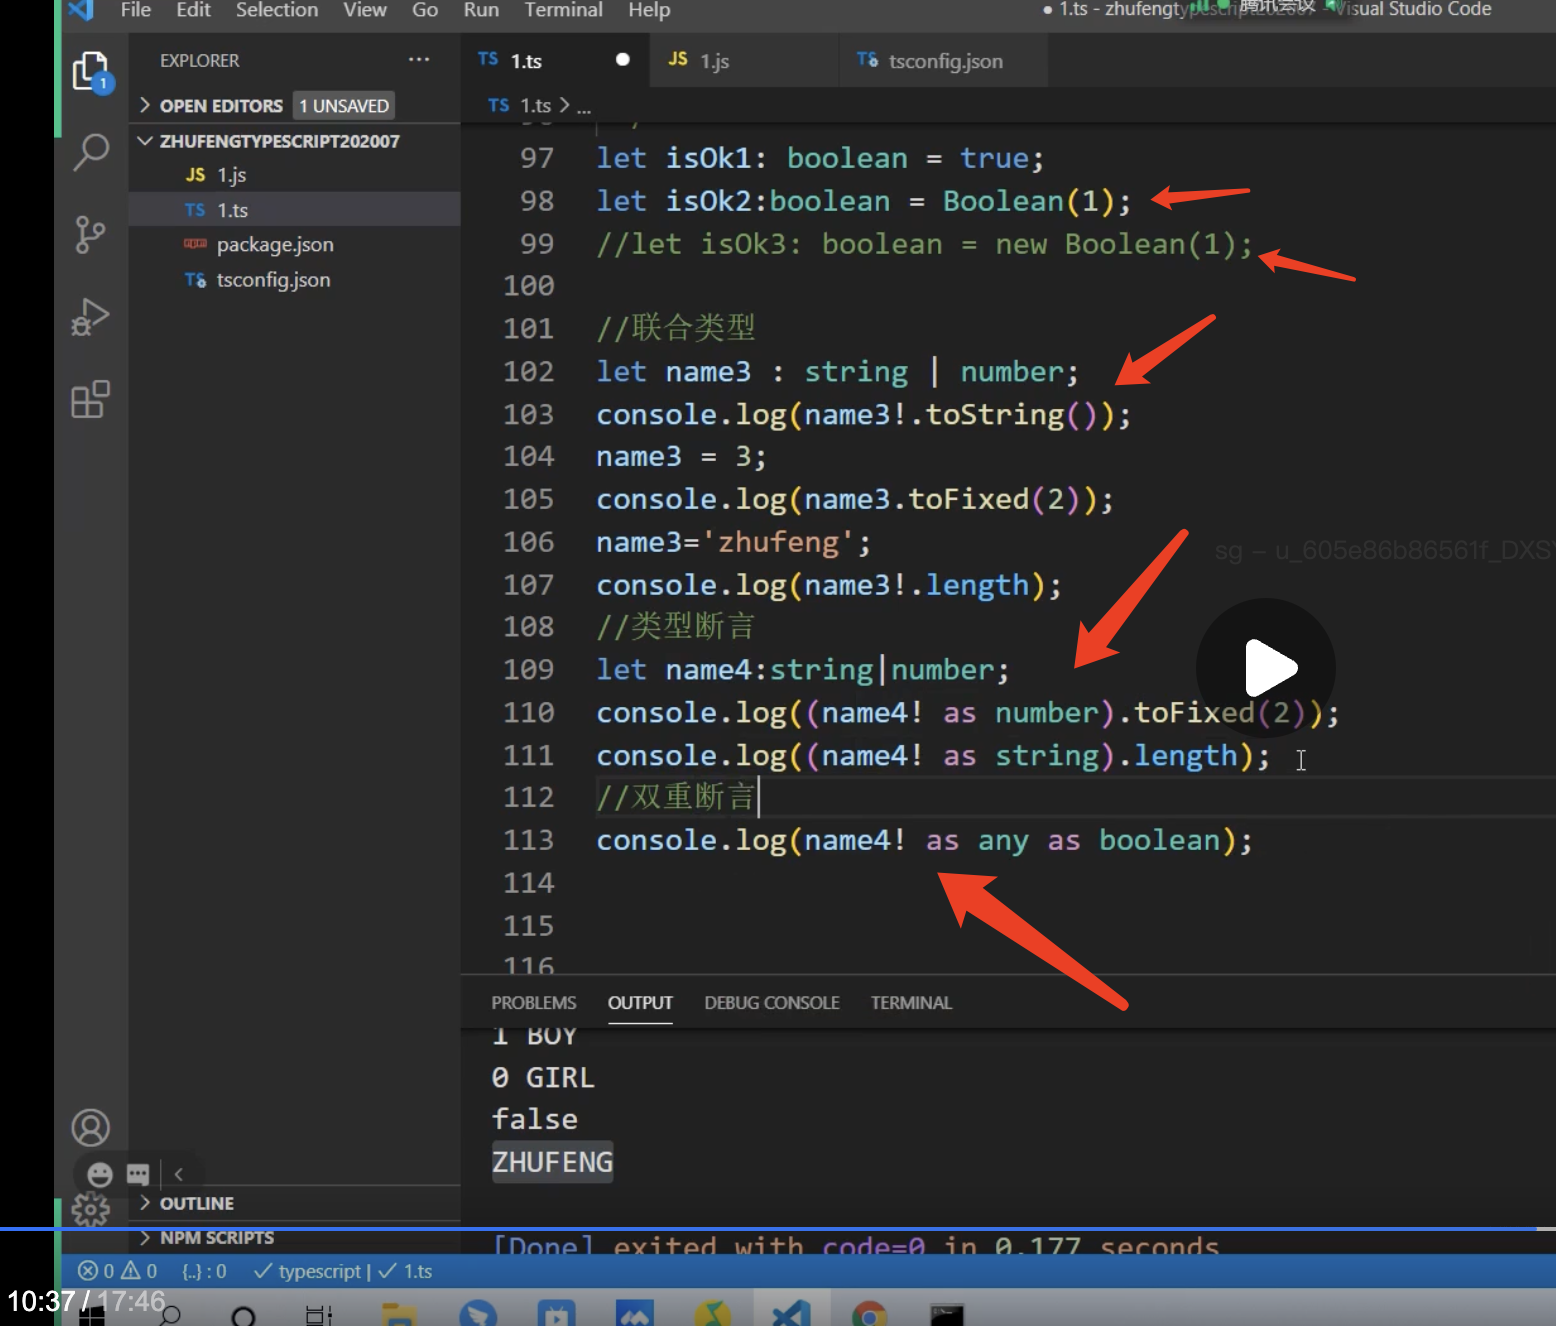 File Edit Selection View Go Run Terminal Help
● 1.ts - zhufengtypescript202007 - Visual Studio Code
腾讯会议
EXPLORER ...
OPEN EDITORS 1 UNSAVED
ZHUFENGTYPESCRIPT202007
JS 1.js
TS 1.ts
package.json
TS tsconfig.json
1
TS 1.ts ●
JS 1.js
TS tsconfig.json
TS 1.ts > ...
97 let isOk1: boolean = true;
98 let isOk2:boolean = Boolean(1);
99 //let isOk3: boolean = new Boolean(1);
100
101 //联合类型
102 let name3 : string | number;
103 console.log(name3!.toString());
104 name3 = 3;
105 console.log(name3.toFixed(2));
106 name3='zhufeng';
107 console.log(name3!.length);
108 //类型断言
109 let name4:string|number;
110 console.log((name4! as number).toFixed(2));
111 console.log((name4! as string).length);
112 //双重断言
113 console.log(name4! as any as boolean);
114
115
116
sg – u_605e86b86561f_DXSY
PROBLEMS OUTPUT DEBUG CONSOLE TERMINAL
1 BOY
0 GIRL
false
ZHUFENG
[Done] exited with code=0 in 0.177 seconds
OUTLINE
NPM SCRIPTS
0 0 {..} : 0 ✓ typescript | ✓ 1.ts
10:37 / 17:46